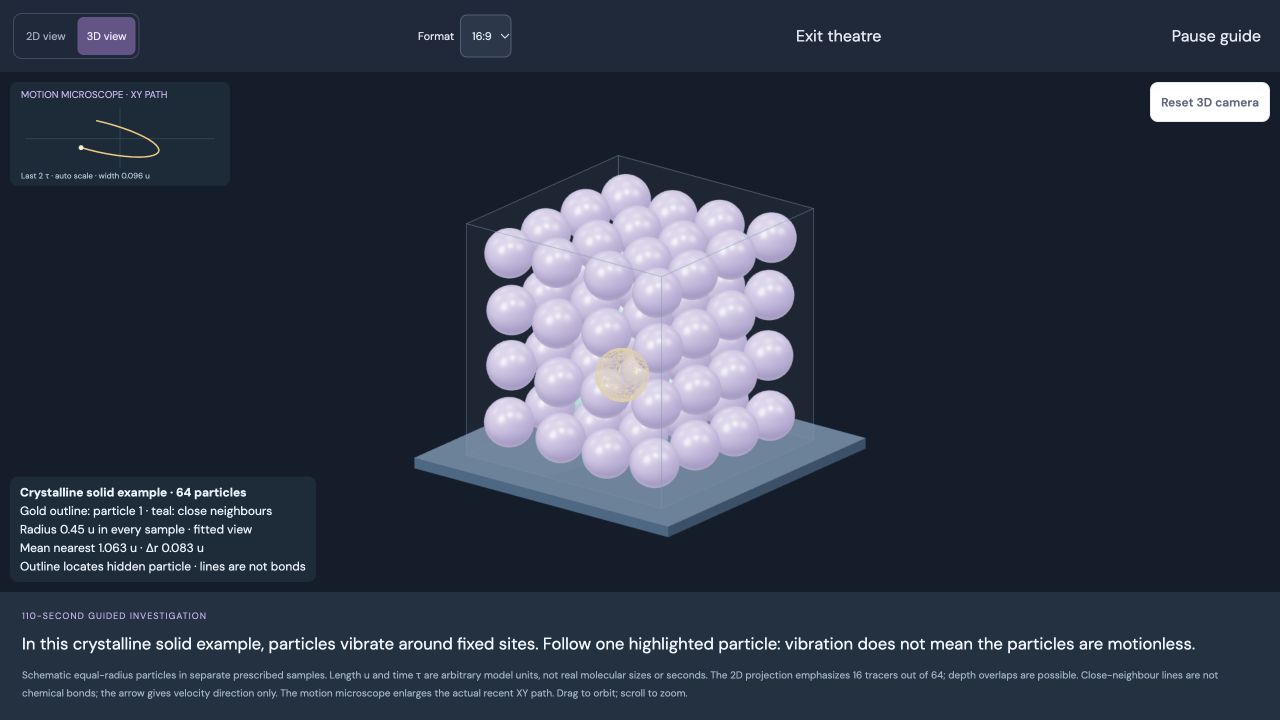 2D view
3D view
Format
16:9
Exit theatre
Pause guide
MOTION MICROSCOPE · XY PATH
Last 2 τ · auto scale · width 0.096 u
Reset 3D camera
Crystalline solid example · 64 particles
Gold outline: particle 1 · teal: close neighbours
Radius 0.45 u in every sample · fitted view
Mean nearest 1.063 u · Δr 0.083 u
Outline locates hidden particle · lines are not bonds
110-SECOND GUIDED INVESTIGATION
In this crystalline solid example, particles vibrate around fixed sites. Follow one highlighted particle: vibration does not mean the particles are motionless.
Schematic equal-radius particles in separate prescribed samples. Length u and time τ are arbitrary model units, not real molecular sizes or seconds. The 2D projection emphasizes 16 tracers out of 64; depth overlaps are possible. Close-neighbour lines are not
chemical bonds; the arrow gives velocity direction only. The motion microscope enlarges the actual recent XY path. Drag to orbit; scroll to zoom.